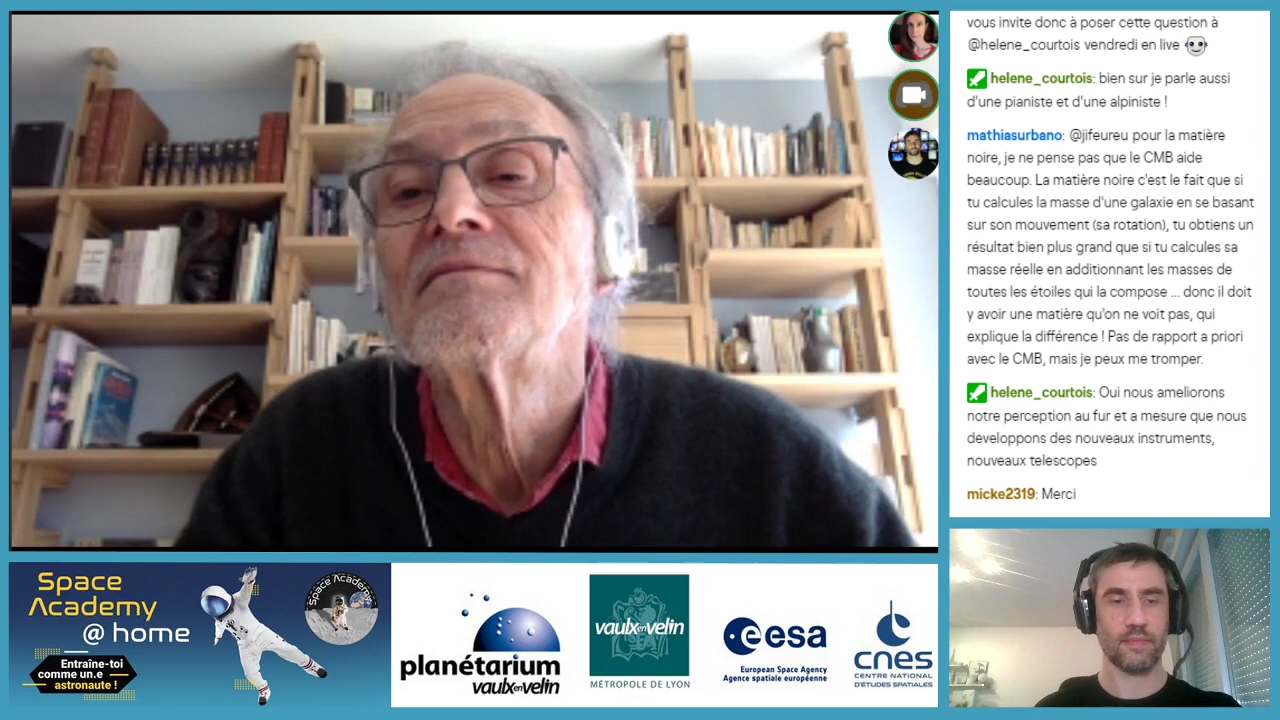 vous invite donc à poser cette question à
@helene_courtois vendredi en live
helene_courtois: bien sur je parle aussi
d'une pianiste et d'une alpiniste !
mathiasurbano: @jifeureu pour la matière
noire, je ne pense pas que le CMB aide
beaucoup. La matière noire c'est le fait que si
tu calcules la masse d'une galaxie en se basant
sur son mouvement (sa rotation), tu obtiens un
résultat bien plus grand que si tu calcules sa
masse réelle en additionnant les masses de
toutes les étoiles qui la compose ... donc il doit
y avoir une matière qu'on ne voit pas, qui
explique la différence ! Pas de rapport a priori
avec le CMB, mais je peux me tromper.
helene_courtois: Oui nous ameliorons
notre perception au fur et a mesure que nous
developpons des nouveaux instruments,
nouveaux telescopes
micke2319: Merci
Space
Academy
@ home
Entraîne-toi
comme un.e
astronaute !
Space Academy
planétarium
vaulx en velin
vaulx en velin
MÉTROPOLE DE LYON
esa
European Space Agency
Agence spatiale européenne
cnes
CENTRE NATIONAL
D'ÉTUDES SPATIALES